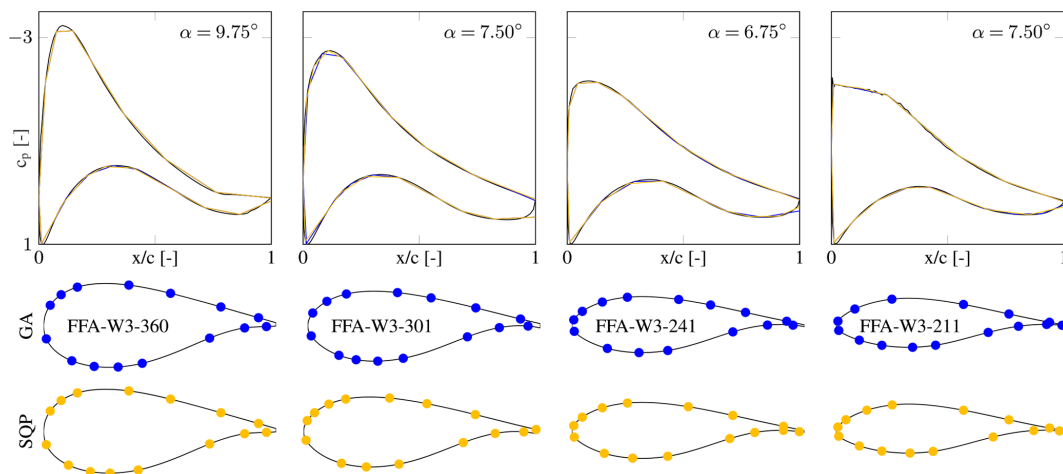 α = 9.75° α = 7.50° α = 6.75° α = 7.50°
−3
c_p [-]
1
0 x/c [-] 1 0 x/c [-] 1 0 x/c [-] 1 0 x/c [-] 1
GA FFA-W3-360 FFA-W3-301 FFA-W3-241 FFA-W3-211
SQP